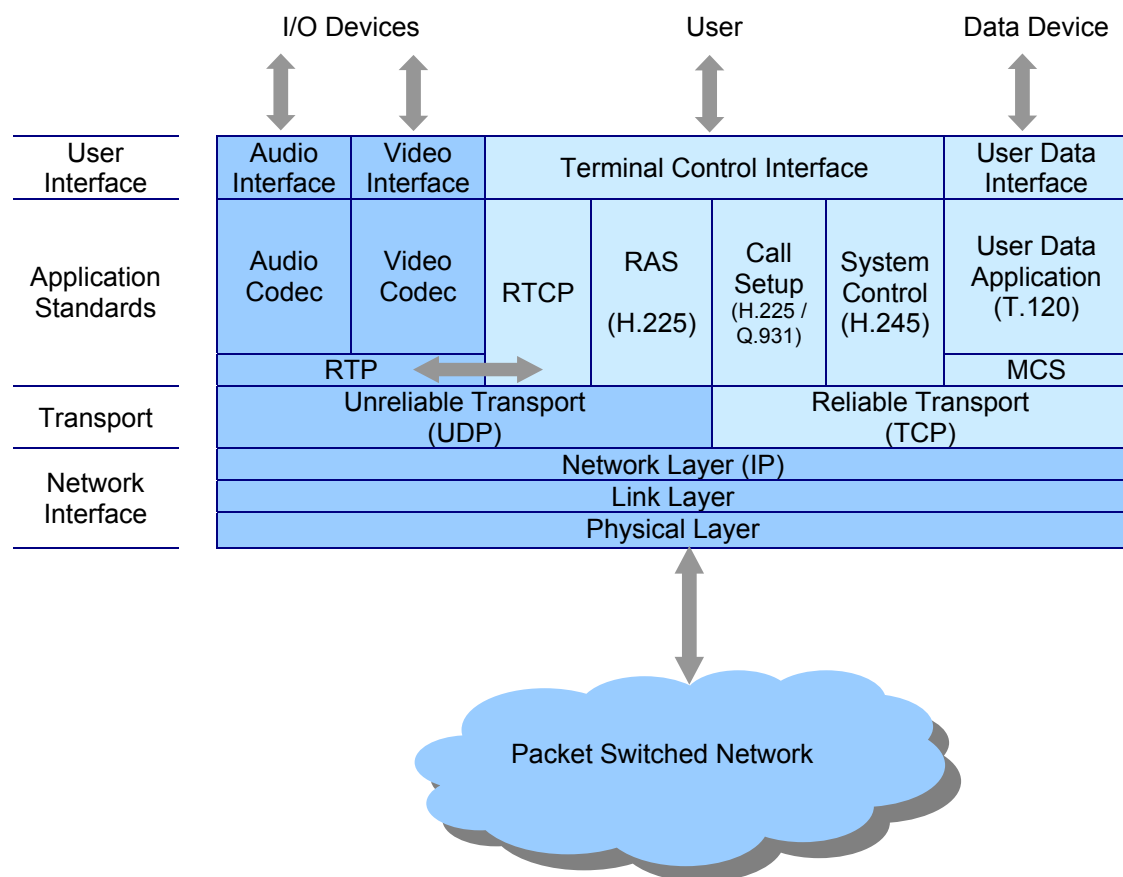 I/O Devices
User
Data Device
User
Interface
Audio
Interface
Video
Interface
Terminal Control Interface
User Data
Interface
Application
Standards
Audio
Codec
Video
Codec
RTCP
RAS
(H.225)
Call
Setup
(H.225 /
Q.931)
System
Control
(H.245)
User Data
Application
(T.120)
RTP
MCS
Transport
Unreliable Transport
(UDP)
Reliable Transport
(TCP)
Network
Interface
Network Layer (IP)
Link Layer
Physical Layer
Packet Switched Network